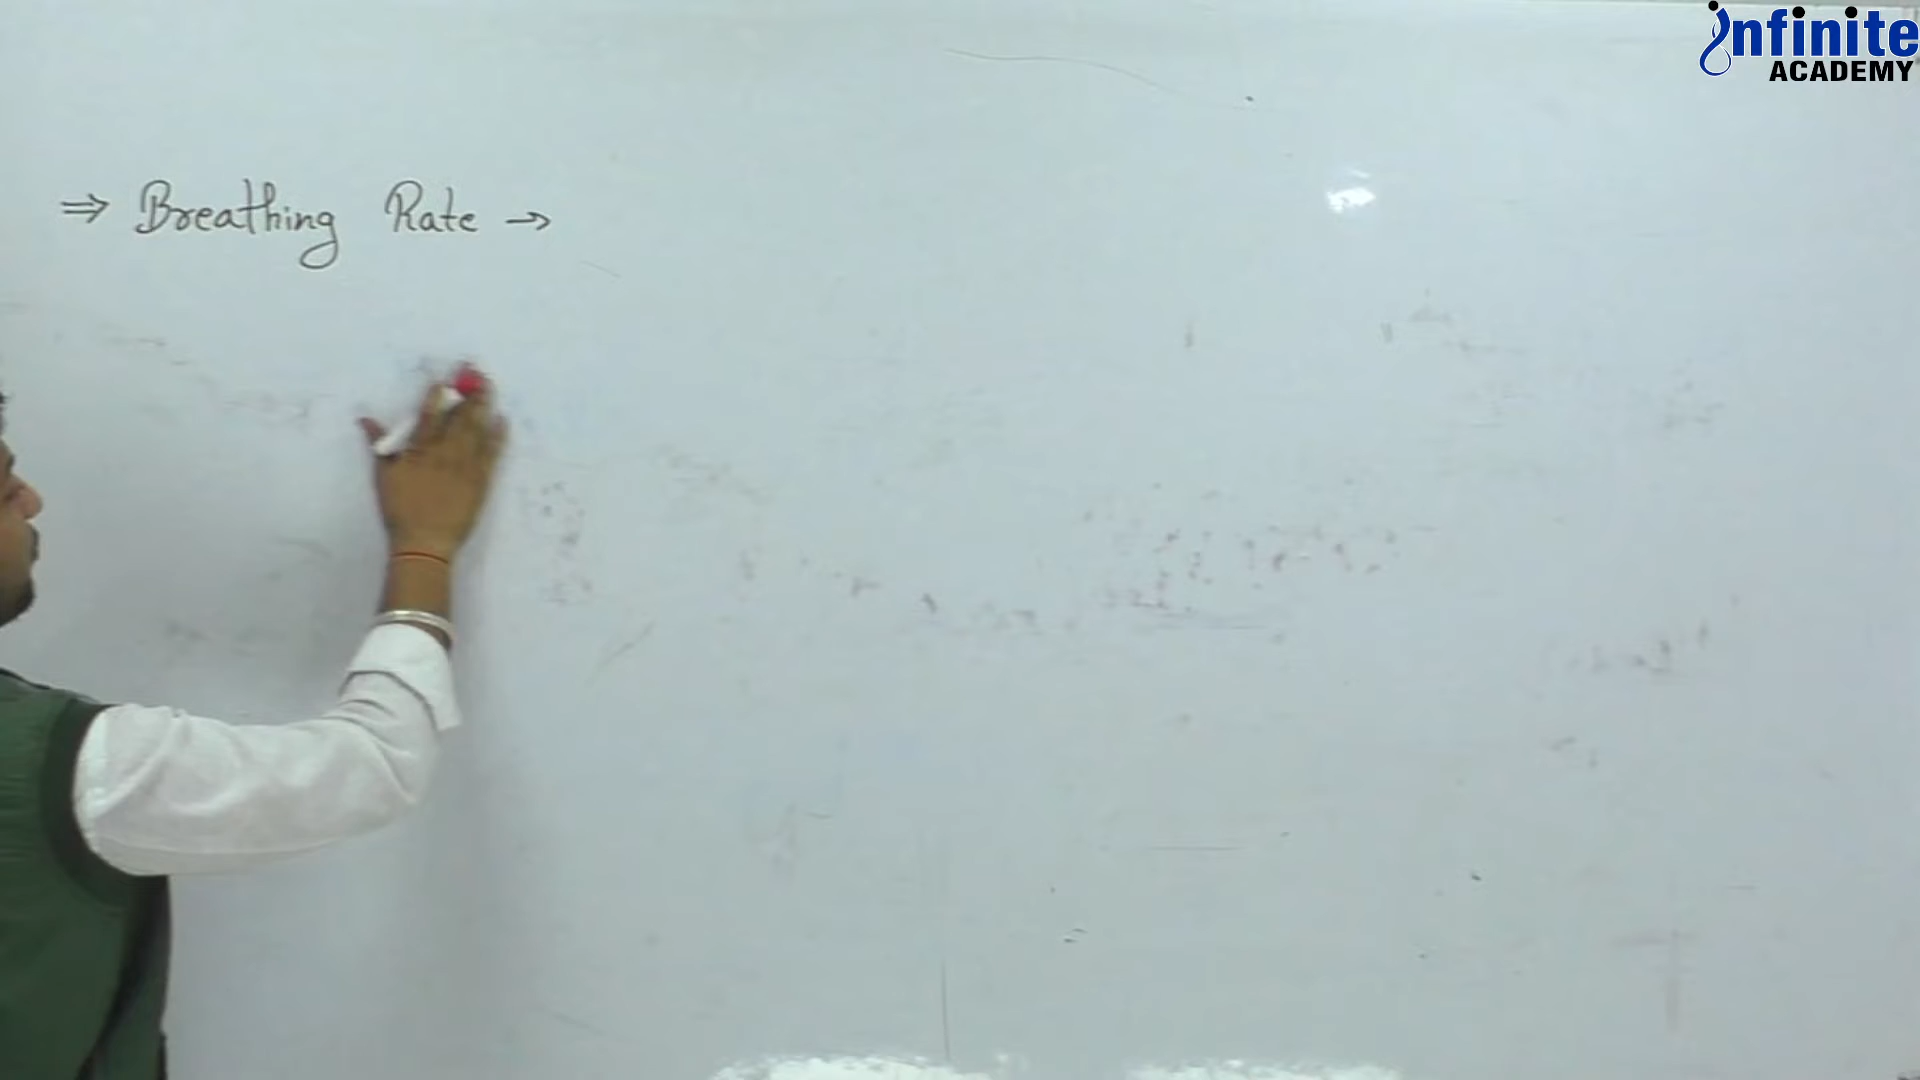 infinite
ACADEMY
⇒ Breathing Rate →